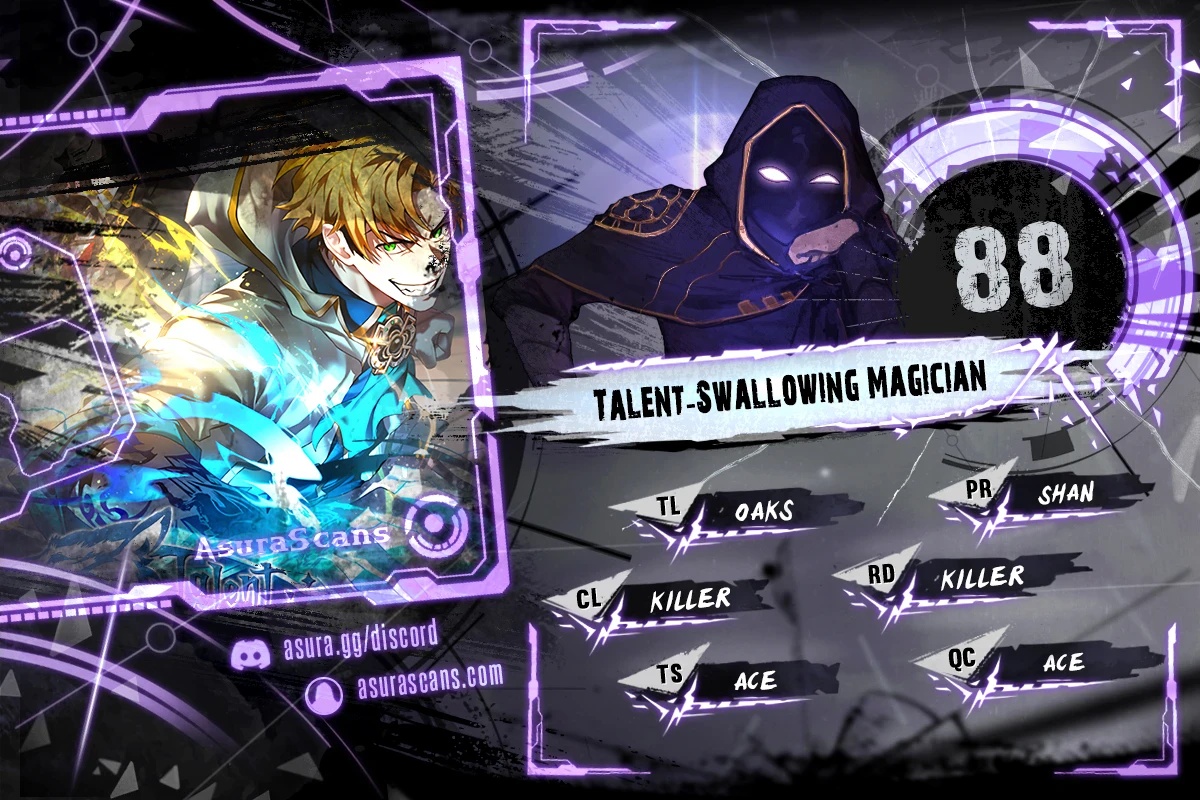 88
TALENT-SWALLOWING MAGICIAN
TL OAKS
PR SHAN
CL KILLER
RD KILLER
TS ACE
QC ACE
AsuraScans
Talent
asura.gg/discord
asurascans.com